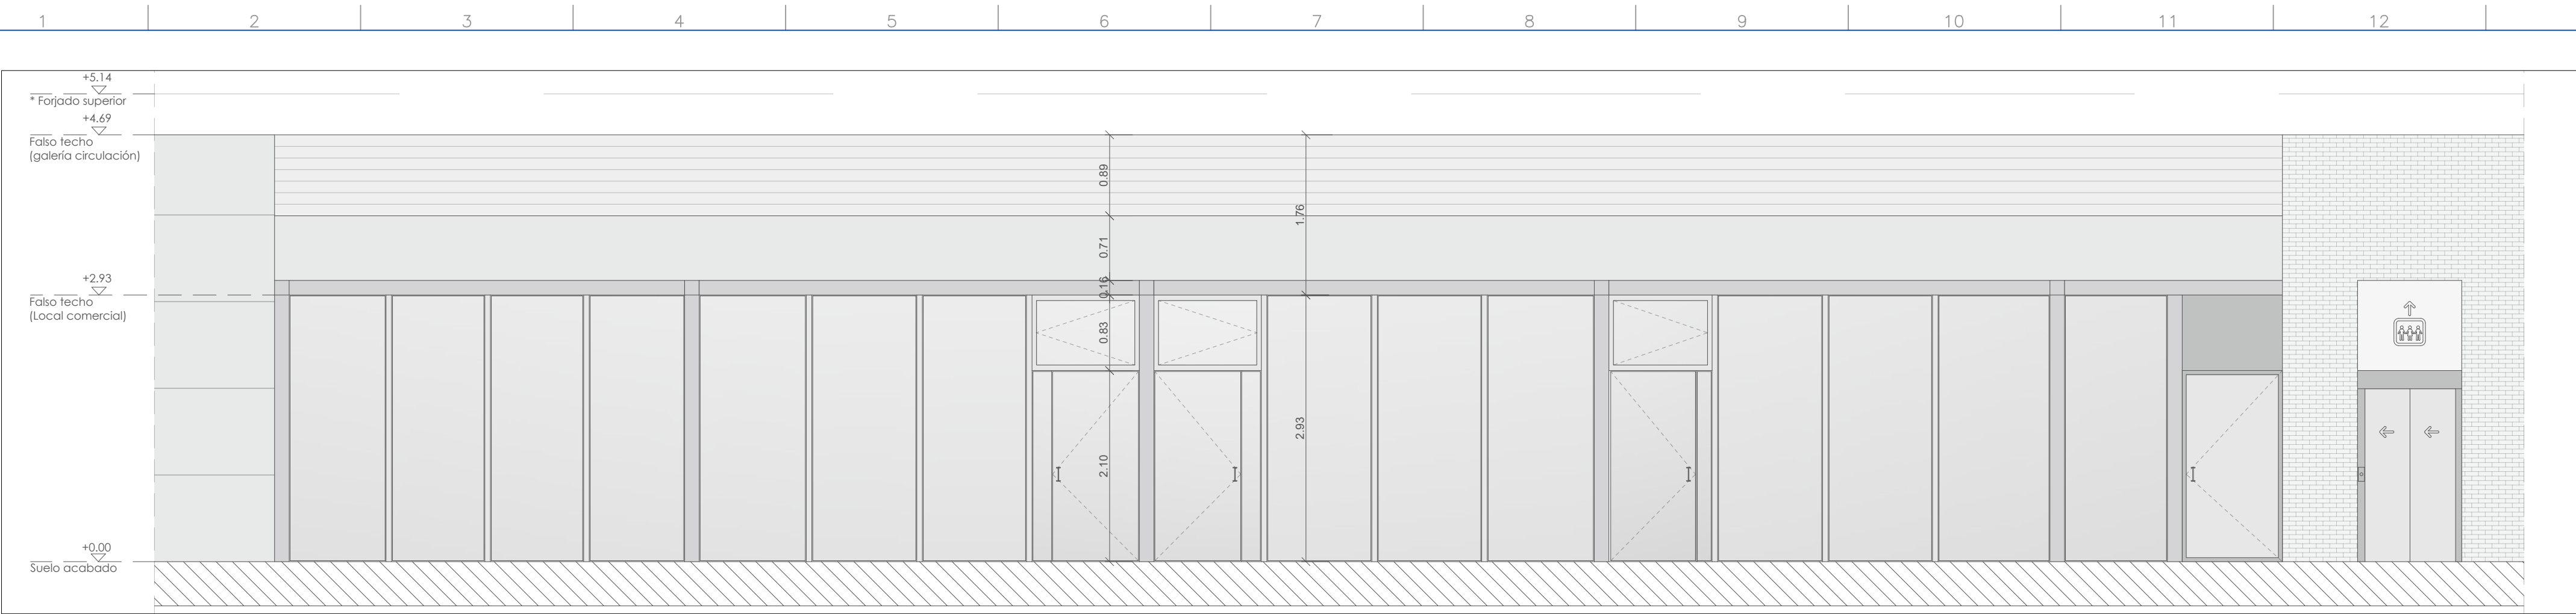 1 2 3 4 5 6 7 8 9 10 11 12
+5.14
* Forjado superior
+4.69
Falso techo
(galería circulación)
0.89
1.76
0.71
+2.93
0.16
Falso techo
(Local comercial)
0.83
2.93
2.10
+0.00
Suelo acabado